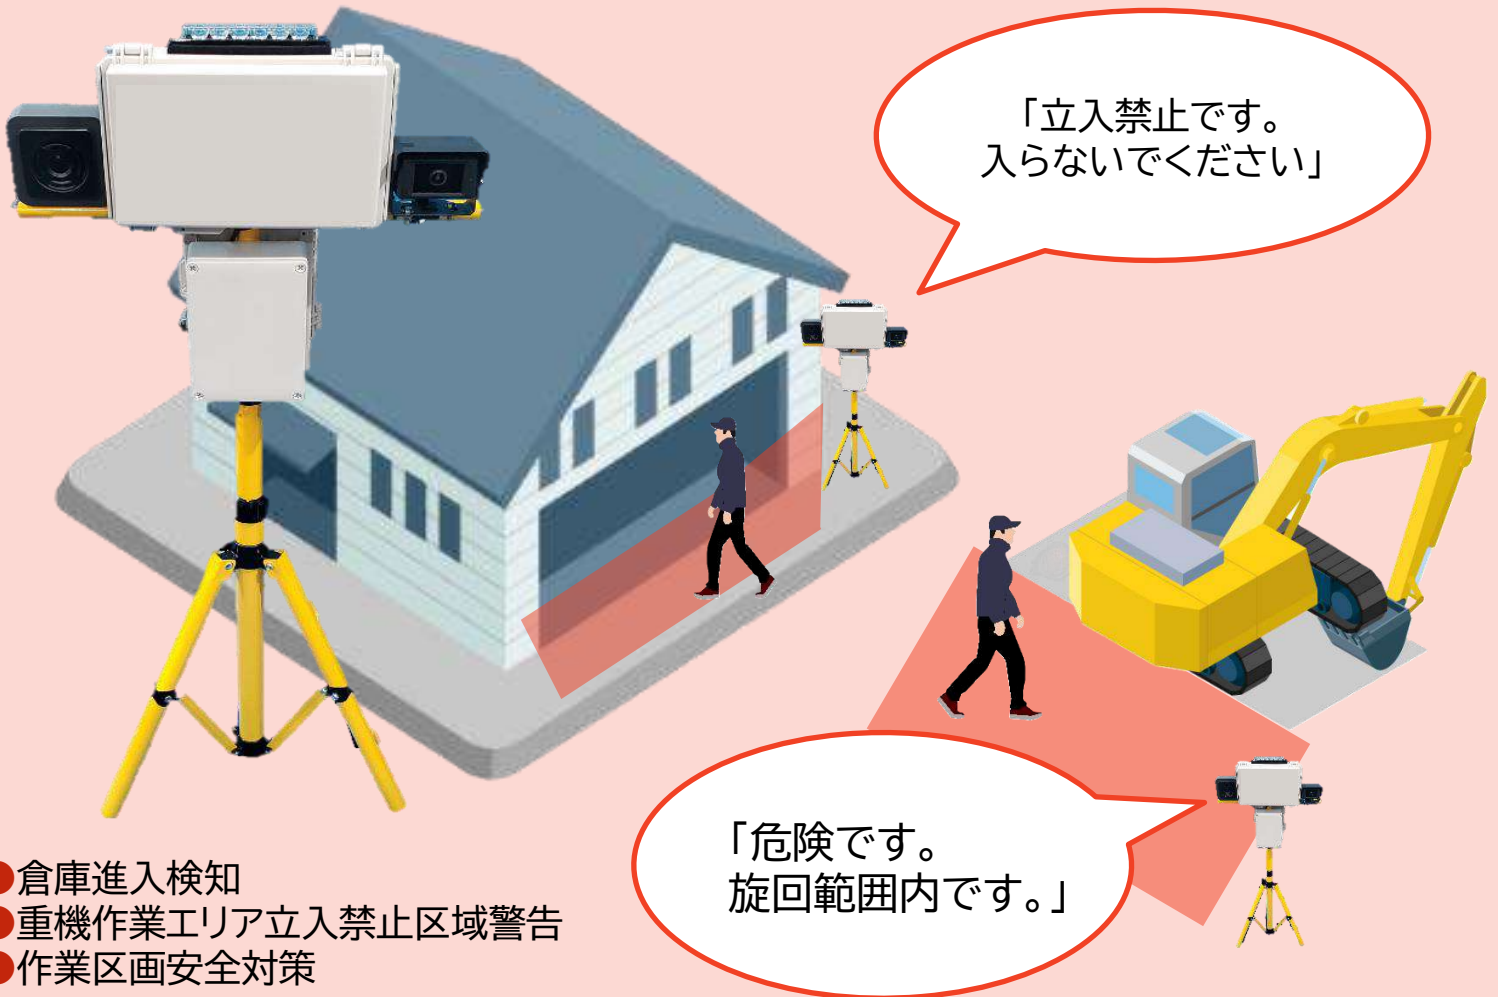 「立入禁止です。
入らないでください」
「危険です。
旋回範囲内です。」
●倉庫進入検知
●重機作業エリア立入禁止区域警告
●作業区画安全対策